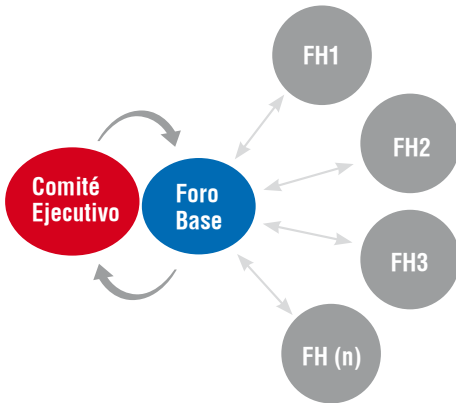 FH1
FH2
Comité
Ejecutivo
Foro
Base
FH3
FH (n)